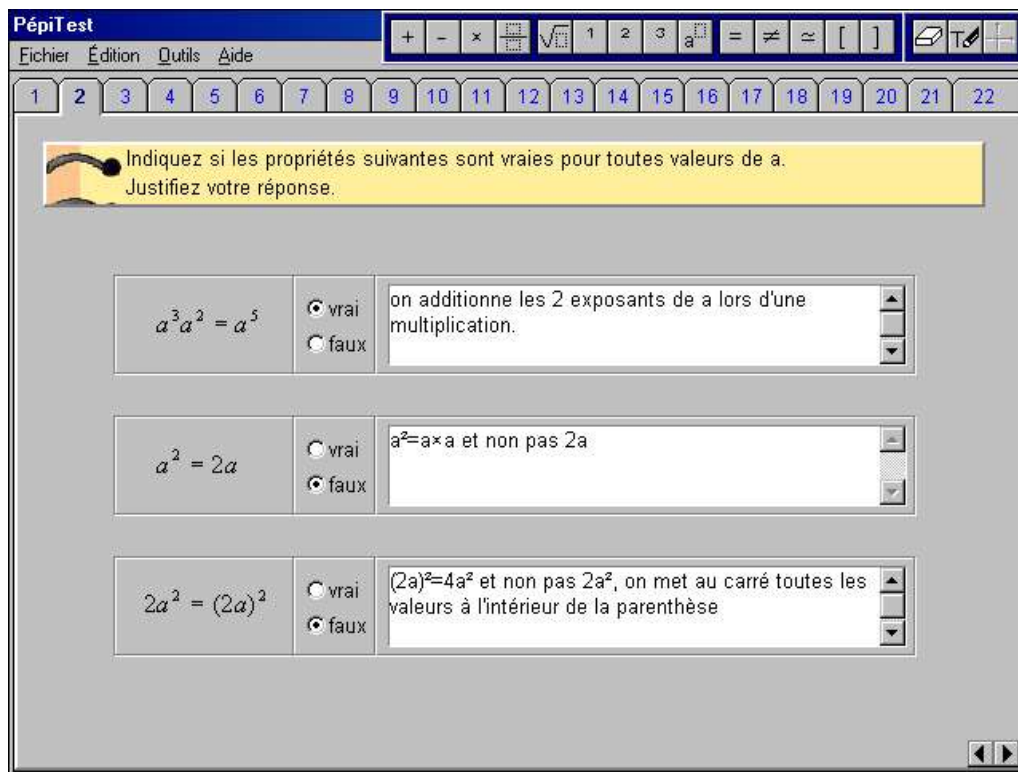 PépiTest
+ - × √ ¹ ² ³ a = ≠ ≃ [ ] T
Fichier Édition Outils Aide
1 2 3 4 5 6 7 8 9 10 11 12 13 14 15 16 17 18 19 20 21 22
Indiquez si les propriétés suivantes sont vraies pour toutes valeurs de a.
Justifiez votre réponse.
a³a² = a⁵
vrai
faux
on additionne les 2 exposants de a lors d'une
multiplication.
a² = 2a
vrai
faux
a²=a×a et non pas 2a
2a² = (2a)²
vrai
faux
(2a)²=4a² et non pas 2a², on met au carré toutes les
valeurs à l'intérieur de la parenthèse